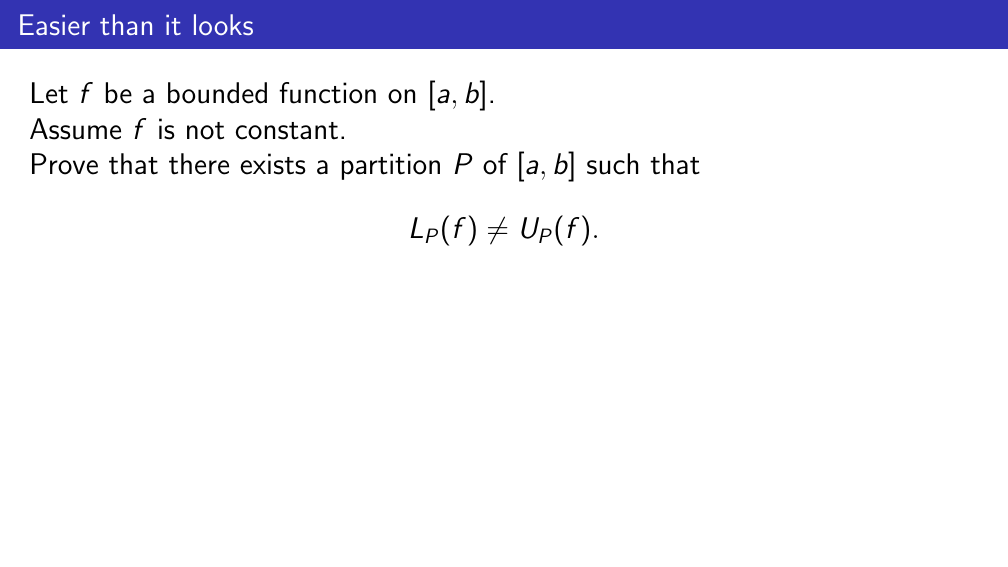 Easier than it looks
Let f be a bounded function on [a, b].
Assume f is not constant.
Prove that there exists a partition P of [a, b] such that
L_P(f) ≠ U_P(f).